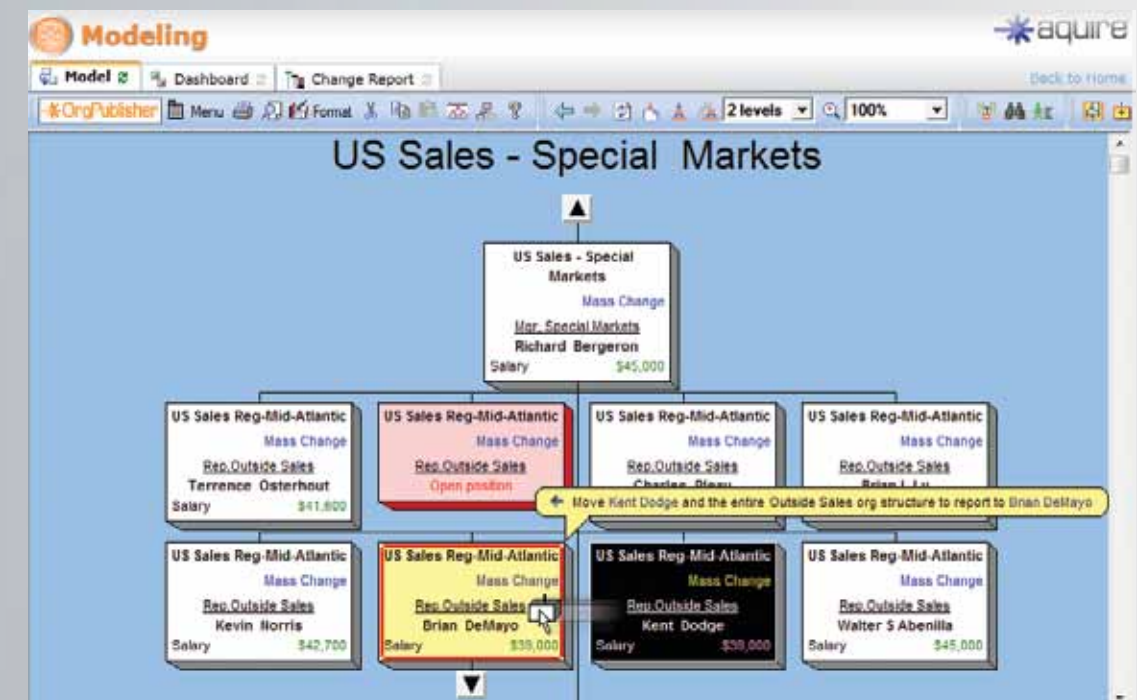 Modeling
aquire
Model
Dashboard
Change Report
Back to Home
OrgPublisher
Menu
Format
2 levels
100%
US Sales - Special Markets
US Sales - Special
Markets
Mass Change
Mgr. Special Markets
Richard Bergeron
Salary $45,000
US Sales Reg-Mid-Atlantic
Mass Change
Rep.Outside Sales
Terrence Osterhout
Salary $41,600
US Sales Reg-Mid-Atlantic
Mass Change
Rep.Outside Sales
Open position
US Sales Reg-Mid-Atlantic
Mass Change
Rep.Outside Sales
Charles
US Sales Reg-Mid-Atlantic
Mass Change
Rep.Outside Sales
Brian
Move Kent Dodge and the entire Outside Sales org structure to report to Brian DeMayo
US Sales Reg-Mid-Atlantic
Mass Change
Rep.Outside Sales
Kevin Norris
Salary $42,700
US Sales Reg-Mid-Atlantic
Mass Change
Rep.Outside Sales
Brian DeMayo
Salary $39,000
US Sales Reg-Mid-Atlantic
Mass Change
Rep.Outside Sales
Kent Dodge
Salary $39,000
US Sales Reg-Mid-Atlantic
Mass Change
Rep.Outside Sales
Walter S Abenilla
Salary $45,000